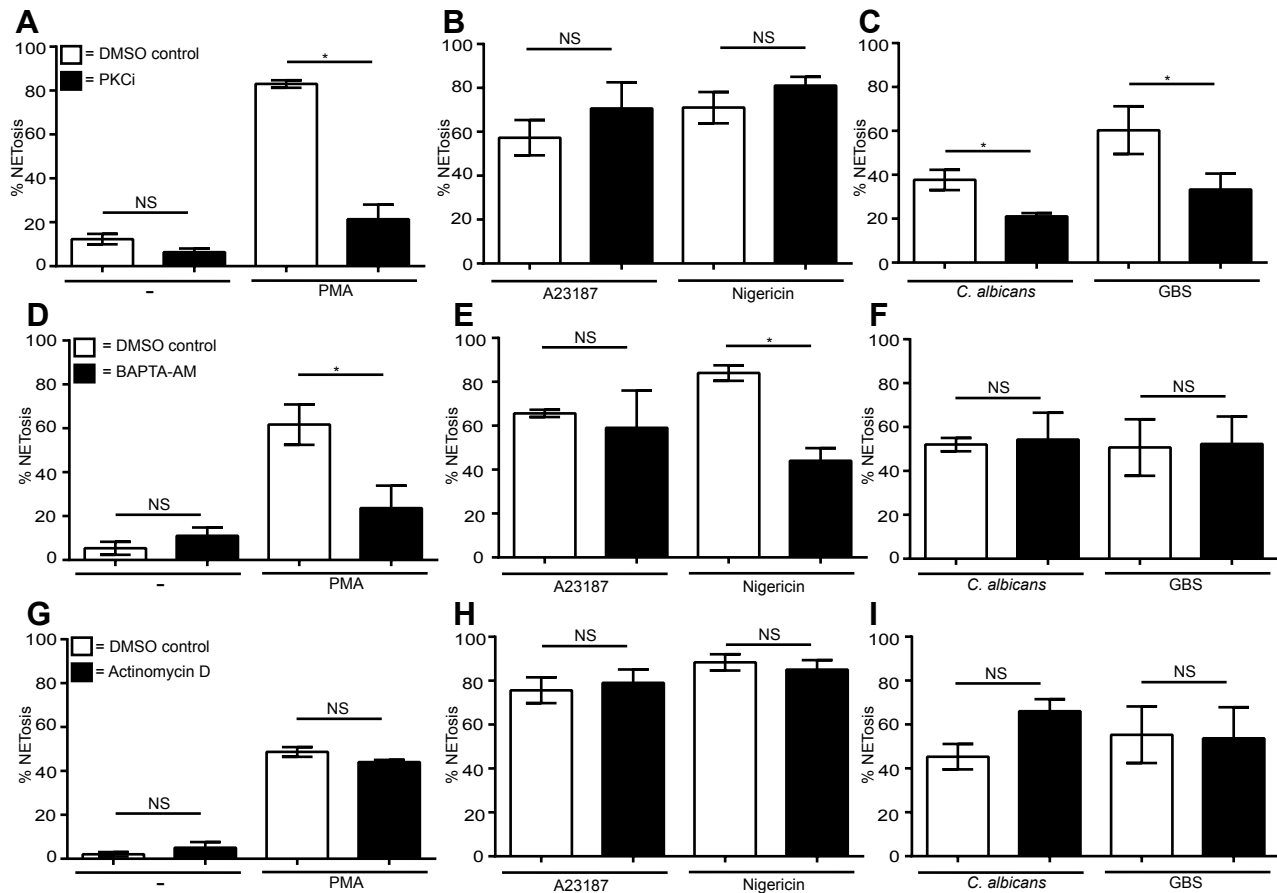 A
% NETosis
100
80
60
40
20
0
= DMSO control
= PKCi
NS
*
–
PMA
B
% NETosis
100
80
60
40
20
0
NS
NS
A23187
Nigericin
C
% NETosis
100
80
60
40
20
0
*
*
C. albicans
GBS
D
% NETosis
100
80
60
40
20
0
= DMSO control
= BAPTA-AM
NS
*
–
PMA
E
% NETosis
100
80
60
40
20
0
NS
*
A23187
Nigericin
F
% NETosis
100
80
60
40
20
0
NS
NS
C. albicans
GBS
G
% NETosis
100
80
60
40
20
0
= DMSO control
= Actinomycin D
NS
NS
–
PMA
H
% NETosis
100
80
60
40
20
0
NS
NS
A23187
Nigericin
I
% NETosis
100
80
60
40
20
0
NS
NS
C. albicans
GBS